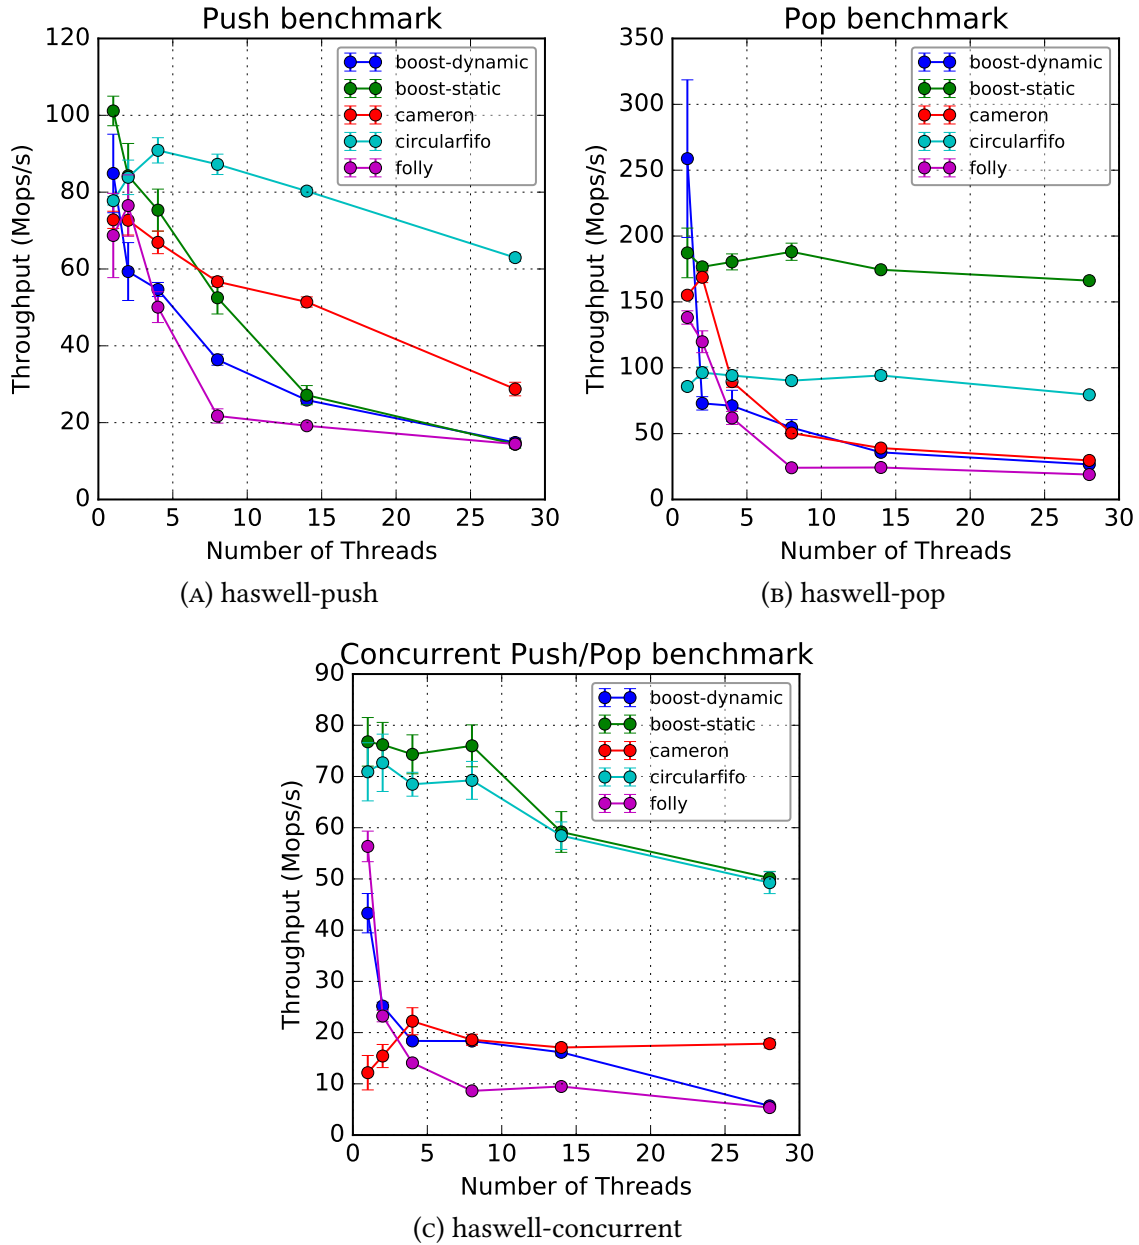 Push benchmark
120
100
80
60
40
20
0
Throughput (Mops/s)
boost-dynamic
boost-static
cameron
circularfifo
folly
0 5 10 15 20 25 30
Number of Threads
(A) haswell-push
Pop benchmark
350
300
250
200
150
100
50
0
Throughput (Mops/s)
boost-dynamic
boost-static
cameron
circularfifo
folly
0 5 10 15 20 25 30
Number of Threads
(B) haswell-pop
Concurrent Push/Pop benchmark
90
80
70
60
50
40
30
20
10
0
Throughput (Mops/s)
boost-dynamic
boost-static
cameron
circularfifo
folly
0 5 10 15 20 25 30
Number of Threads
(C) haswell-concurrent